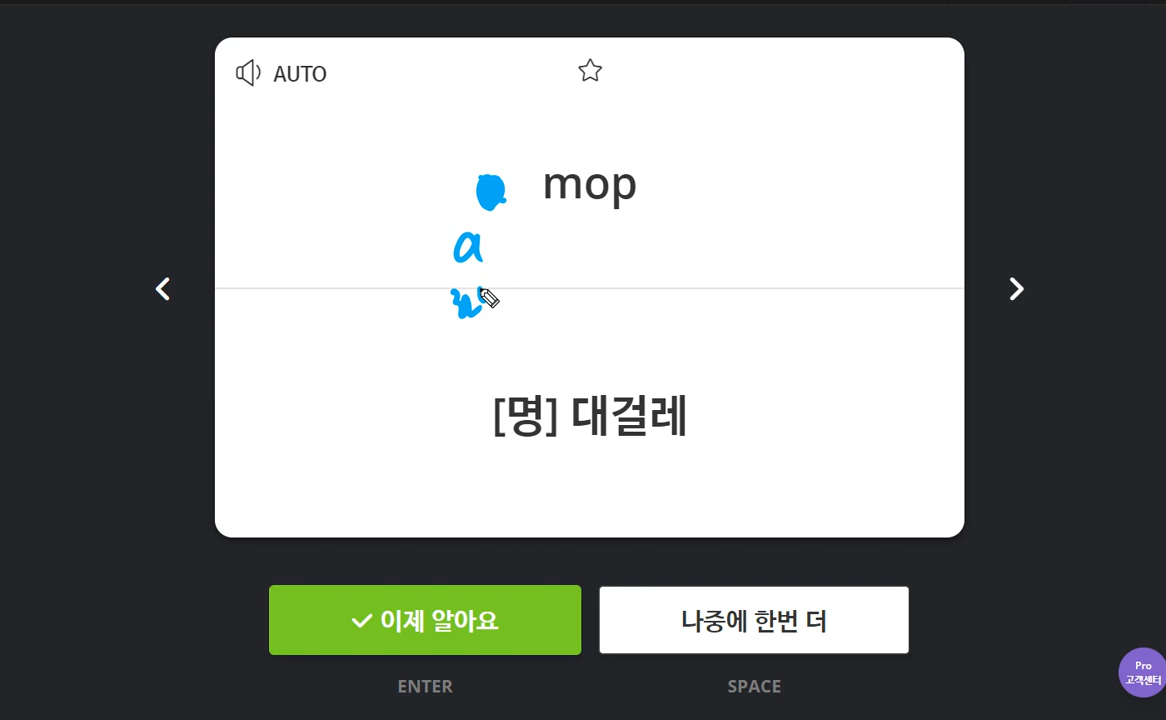 AUTO
mop
a
[명] 대걸레
이제 알아요
나중에 한번 더
ENTER
SPACE
Pro
고객센터